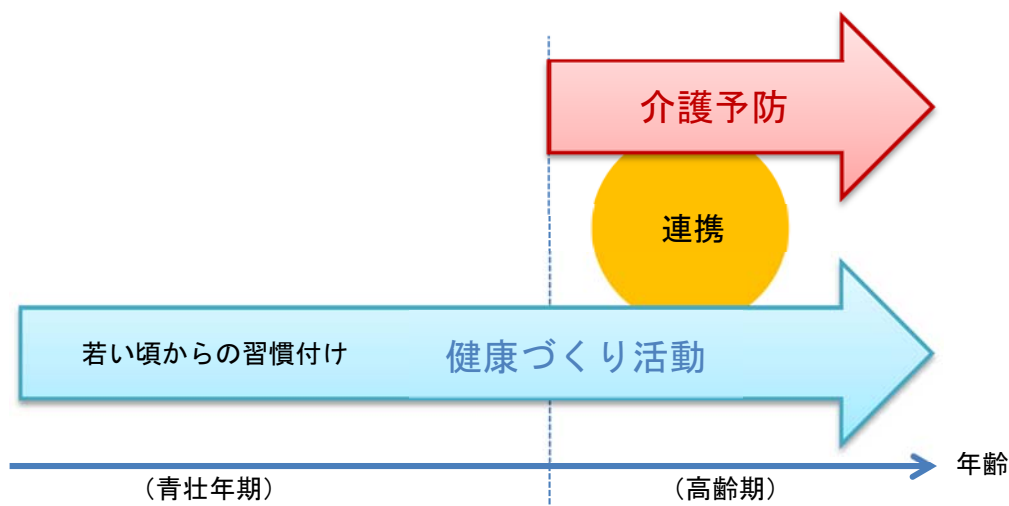 介護予防
連携
若い頃からの習慣付け 健康づくり活動
年齢
（青壮年期） （高齢期）